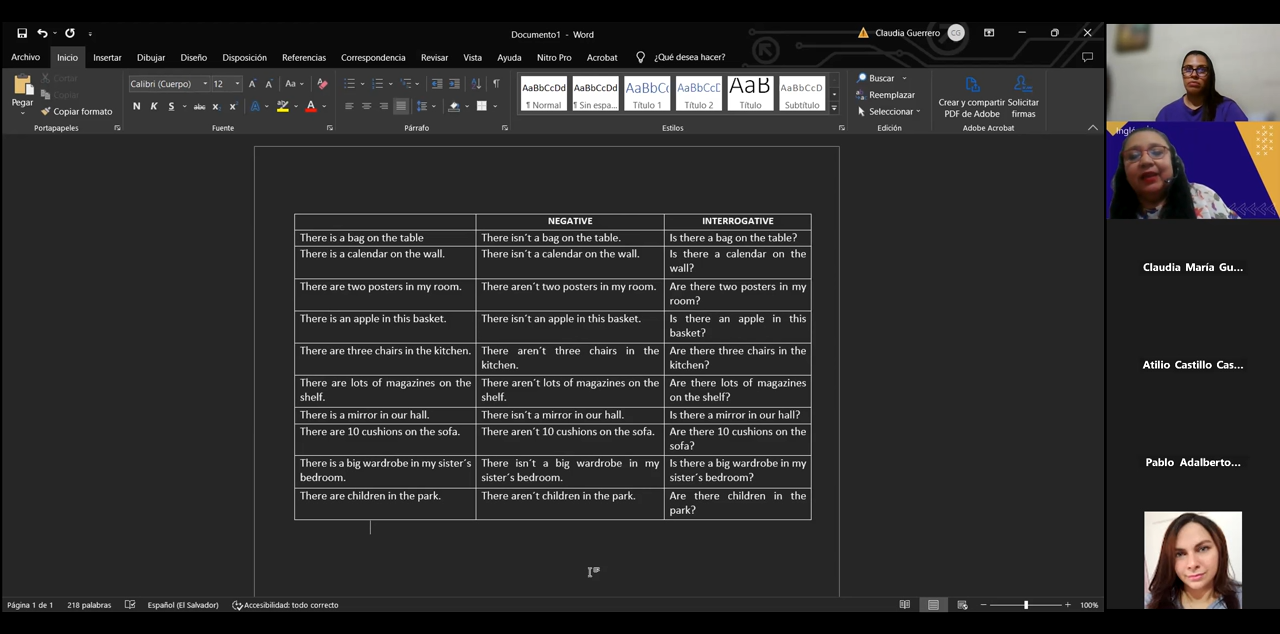 Documento1 - Word
Claudia Guerrero CG
Archivo Inicio Insertar Dibujar Diseño Disposición Referencias Correspondencia Revisar Vista Ayuda Nitro Pro Acrobat ¿Qué desea hacer?
Pegar
Cortar
Copiar
Copiar formato
Portapapeles
Calibri (Cuerpo) 12
N K S abc
Fuente
Párrafo
AaBbCcDd AaBbCcDd AaBbCc AaBbCcD AaB AaBbCcD
¶ Normal ¶ Sin espa... Título 1 Título 2 Título Subtítulo
Estilos
Buscar
Reemplazar
Seleccionar
Edición
Crear y compartir PDF de Adobe
Solicitar firmas
Adobe Acrobat
NEGATIVE INTERROGATIVE
There is a bag on the table There isn´t a bag on the table. Is there a bag on the table?
There is a calendar on the wall. There isn´t a calendar on the wall. Is there a calendar on the
wall?
There are two posters in my room. There aren´t two posters in my room. Are there two posters in my
room?
There is an apple in this basket. There isn´t an apple in this basket. Is there an apple in this
basket?
There are three chairs in the kitchen. There aren´t three chairs in the Are there three chairs in the
kitchen. kitchen?
There are lots of magazines on the There aren´t lots of magazines on the Are there lots of magazines
shelf. shelf. on the shelf?
There is a mirror in our hall. There isn´t a mirror in our hall. Is there a mirror in our hall?
There are 10 cushions on the sofa. There aren´t 10 cushions on the sofa. Are there 10 cushions on the
sofa?
There is a big wardrobe in my sister´s There isn´t a big wardrobe in my Is there a big wardrobe in my
bedroom. sister´s bedroom. sister´s bedroom?
There are children in the park. There aren´t children in the park. Are there children in the
park?
Claudia María Gu...
Atilio Castillo Cas...
Pablo Adalberto...
Página 1 de 1 218 palabras Español (El Salvador) Accesibilidad: todo correcto 100%